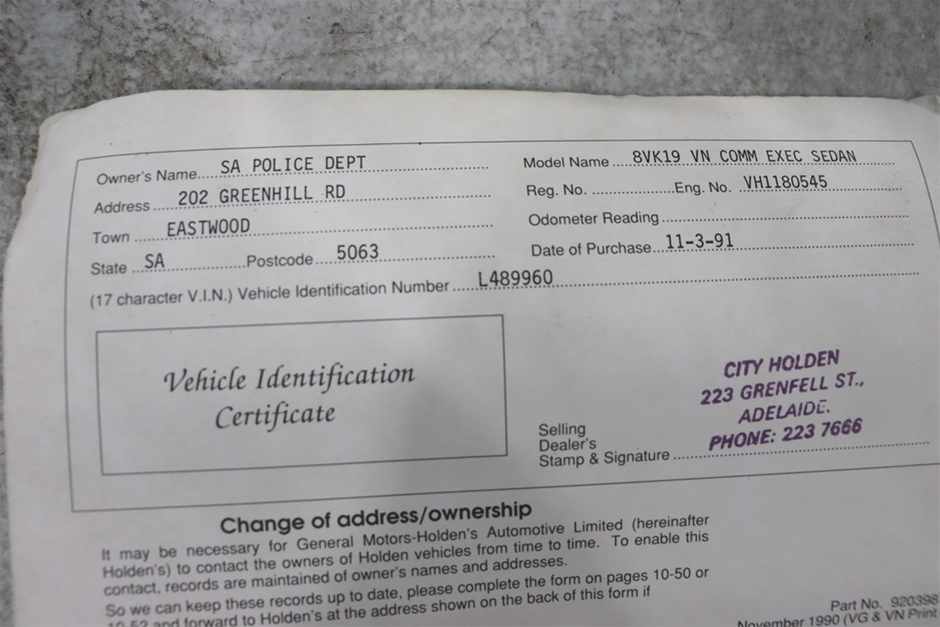 Owner's Name SA POLICE DEPT
Address 202 GREENHILL RD
Town EASTWOOD
State SA Postcode 5063
Model Name 8VK19 VN COMM EXEC SEDAN
Reg. No. Eng. No. VH1180545
Odometer Reading
Date of Purchase 11-3-91
(17 character V.I.N.) Vehicle Identification Number L489960
Vehicle Identification
Certificate
CITY HOLDEN
223 GRENFELL ST.,
ADELAIDE.
PHONE: 223 7666
Selling
Dealer's
Stamp & Signature
Change of address/ownership
It may be necessary for General Motors-Holden's Automotive Limited (hereinafter
Holden's) to contact the owners of Holden vehicles from time to time. To enable this
contact, records are maintained of owner's names and addresses.
So we can keep these records up to date, please complete the form on pages 10-50 or
10-52 and forward to Holden's at the address shown on the back of this form if
Part No. 920398
November 1990 (VG & VN Print